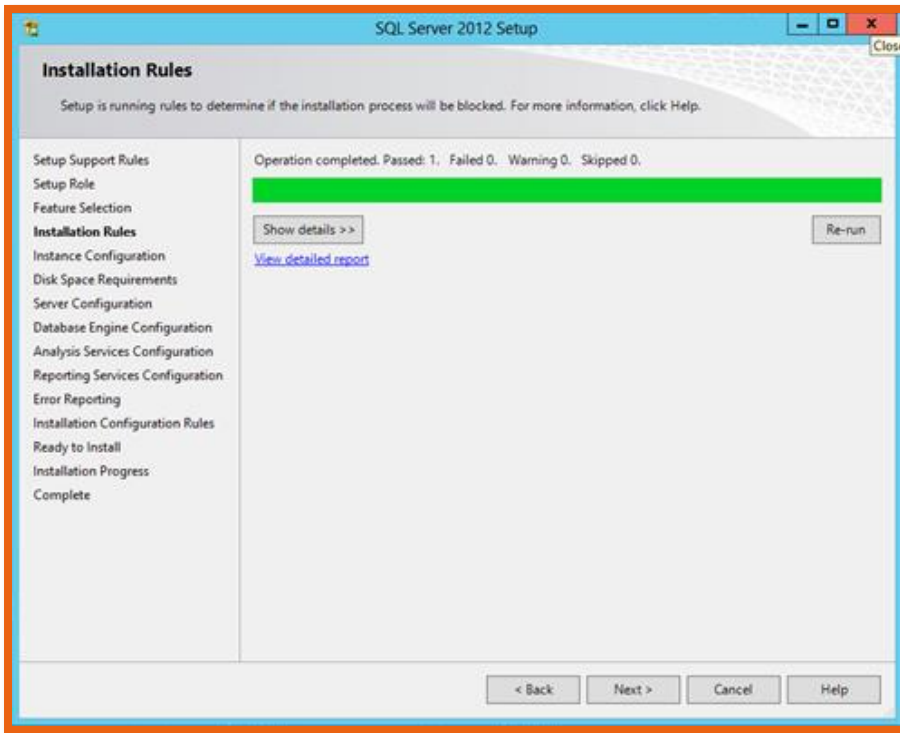 SQL Server 2012 Setup
x
Close
Installation Rules
Setup is running rules to determine if the installation process will be blocked. For more information, click Help.
Setup Support Rules
Setup Role
Feature Selection
Installation Rules
Instance Configuration
Disk Space Requirements
Server Configuration
Database Engine Configuration
Analysis Services Configuration
Reporting Services Configuration
Error Reporting
Installation Configuration Rules
Ready to Install
Installation Progress
Complete
Operation completed. Passed: 1. Failed 0. Warning 0. Skipped 0.
Show details >>
Re-run
View detailed report
< Back
Next >
Cancel
Help